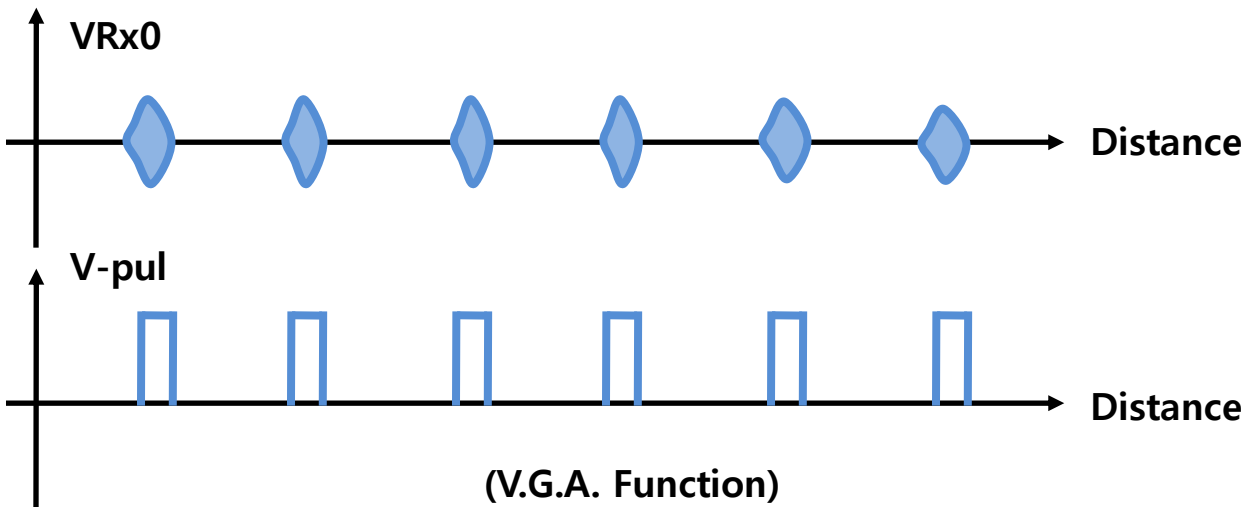 VRx0
Distance
V-pul
Distance
(V.G.A. Function)